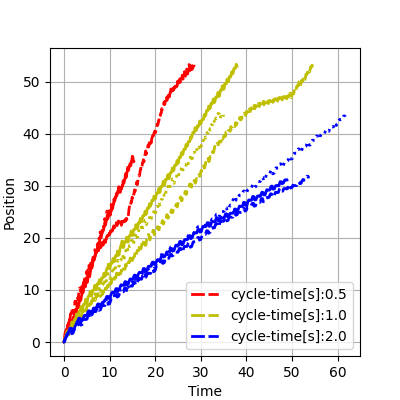 50
40
30
20
10
0
Position
cycle-time[s]:0.5
cycle-time[s]:1.0
cycle-time[s]:2.0
0 10 20 30 40 50 60
Time